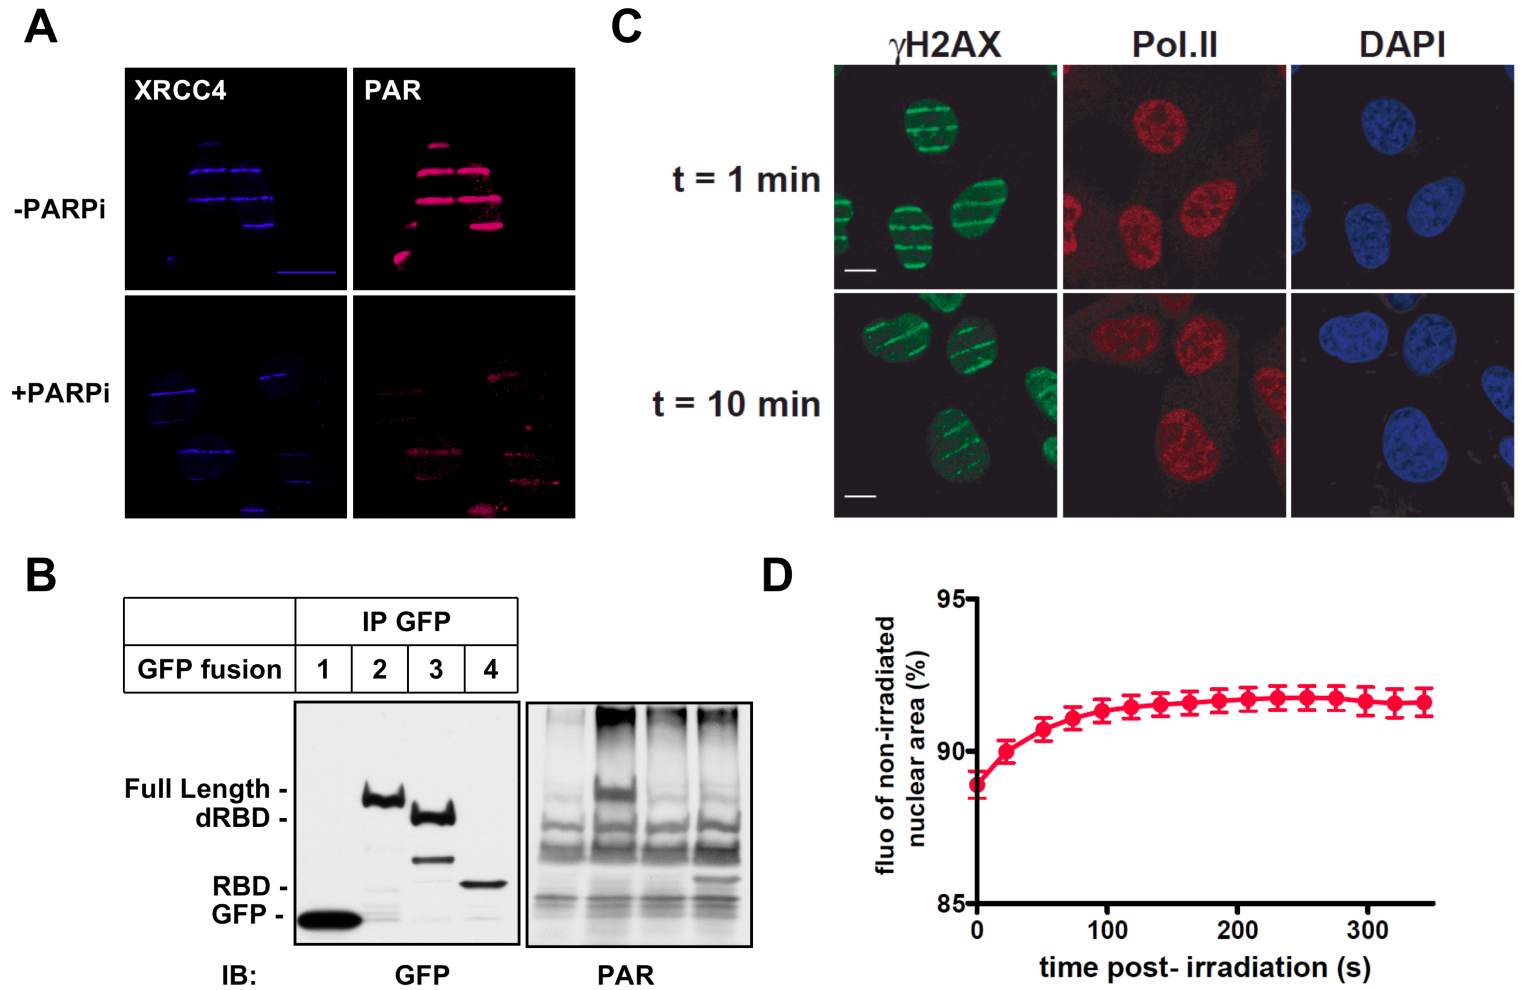 A
XRCC4 PAR
-PARPi
+PARPi
B
IP GFP
GFP fusion 1 2 3 4
Full Length -
dRBD -
RBD -
GFP -
IB: GFP PAR
C
γH2AX Pol.II DAPI
t = 1 min
t = 10 min
D
95
90
85
0 100 200 300
fluo of non-irradiated
nuclear area (%)
time post- irradiation (s)